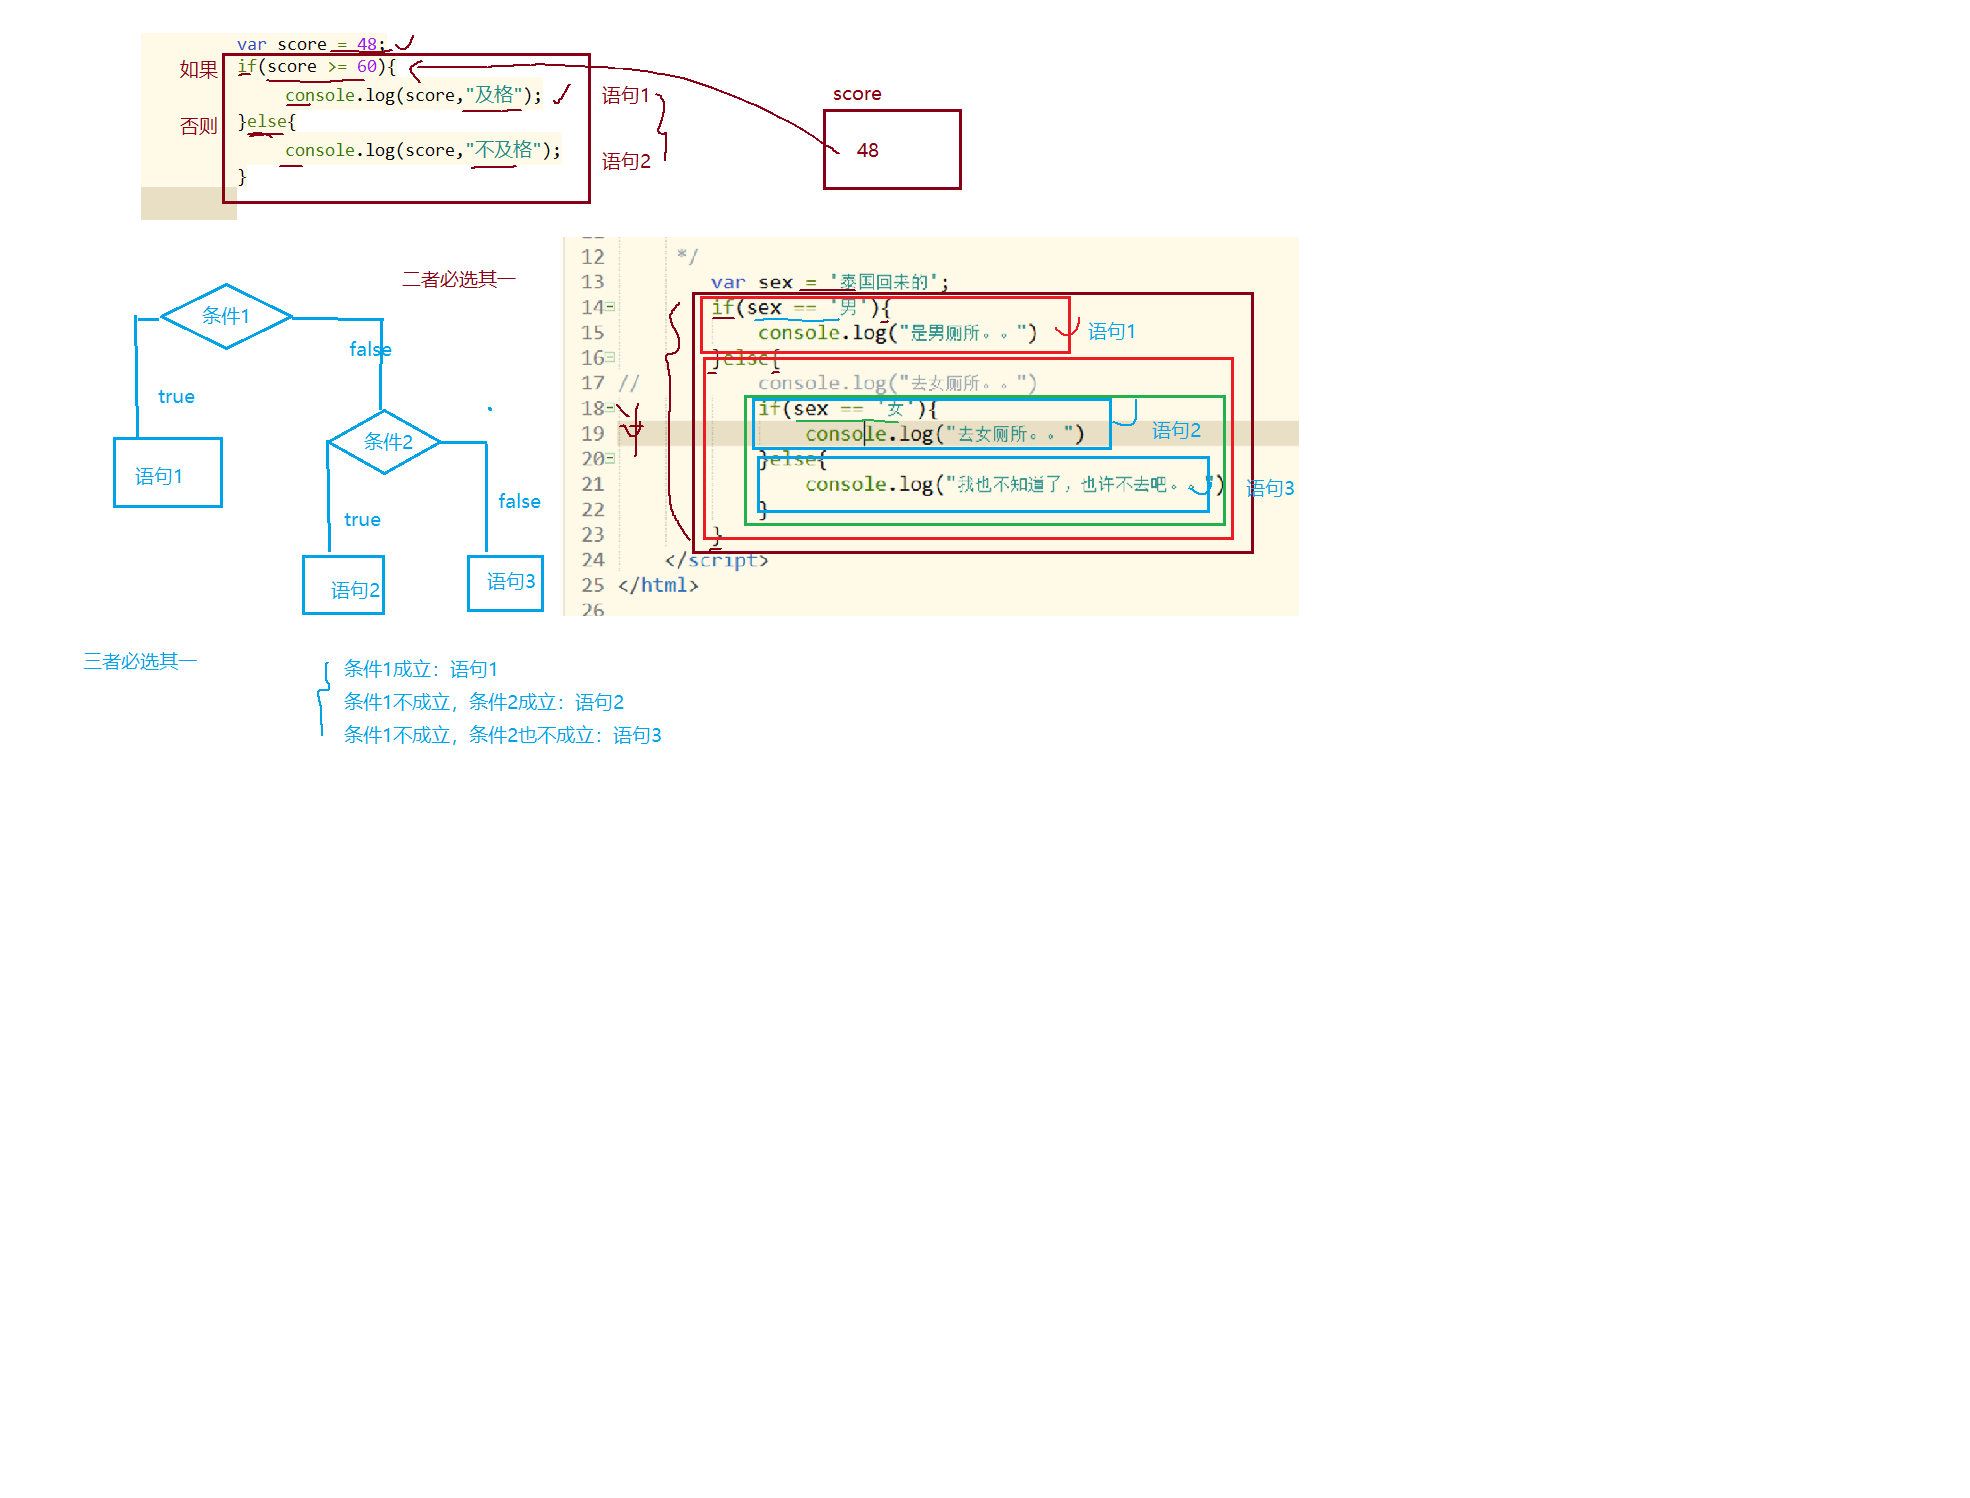 var score = 48;
如果 if(score >= 60){
console.log(score,"及格"); 语句1
否则 }else{
console.log(score,"不及格"); 语句2
}
score
48
二者必选其一
条件1
false
true
条件2
语句1
true
false
语句2
语句3
12 */
13 var sex = '泰国回来的';
14 if(sex == '男'){
15 console.log("是男厕所。。") 语句1
16 }else{
17 // console.log("去女厕所。。")
18 if(sex == '女'){
19 console.log("去女厕所。。") 语句2
20 }else{
21 console.log("我也不知道了，也许不去吧。。") 语句3
22 }
23 }
24 </script>
25 </html>
26
三者必选其一
条件1成立：语句1
条件1不成立，条件2成立：语句2
条件1不成立，条件2也不成立：语句3